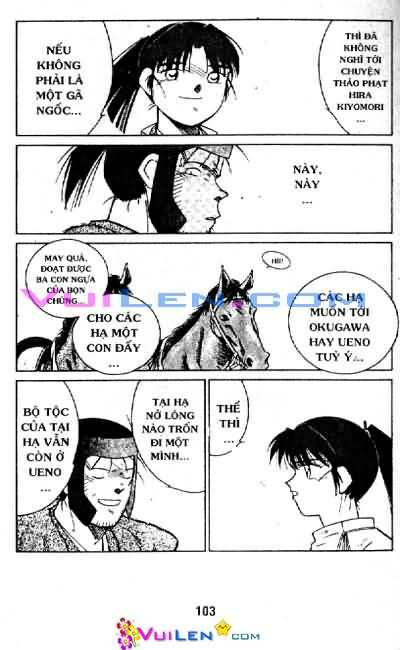 THÌ ĐÃ
KHÔNG
NGHĨ TỚI
CHUYỆN
THẢO PHẠT
HIRA
KIYOMORI
...
NẾU
KHÔNG
PHẢI LÀ
MỘT GÃ
NGỐC...
NÀY,
NÀY
...
MAY QUÁ,
ĐOẠT ĐƯỢC
BA CON NGỰA
CỦA BỌN
CHÚNG...
CHO CÁC
HẠ MỘT
CON ĐẤY
...
HÍ!
CÁC HẠ
MUỐN TỚI
OKUGAWA
HAY UENO
TUỲ Ý...
VUILEN.COM
BỘ TỘC
CỦA TẠI
HẠ VẪN
CÒN Ở
UENO
...
TẠI HẠ
NỞ LÒNG
NÀO TRỐN
ĐI MỘT
MÌNH...
THẾ
THÌ
...
103
VUILEN.COM